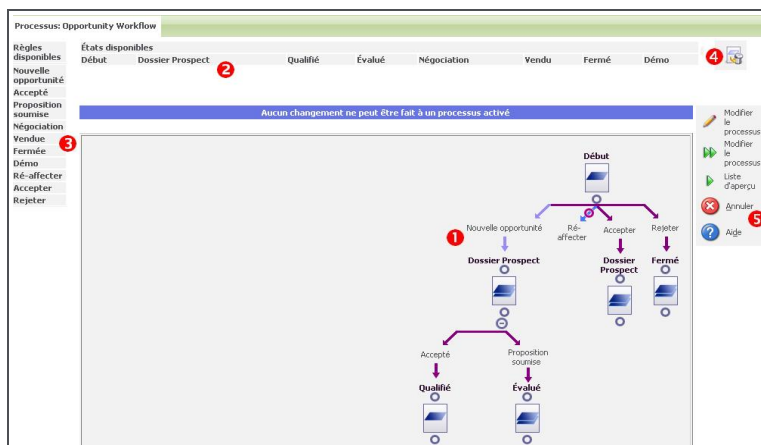 Processus: Opportunity Workflow
Règles
disponibles
Nouvelle
opportunité
Accepté
Proposition
soumise
Négociation
Vendue
Fermée
Démo
Ré-affecter
Accepter
Rejeter
3
États disponibles
Début Dossier Prospect Qualifié Évalué Négociation Vendu Fermé Démo
2
4
Aucun changement ne peut être fait à un processus activé
Début
1
Nouvelle opportunité
Ré-
affecter
Accepter
Rejeter
Dossier Prospect
Dossier
Prospect
Fermé
Accepté
Proposition
soumise
Qualifié
Évalué
Modifier
le
processus
Modifier
le
processus
Liste
d'aperçu
Annuler
5
Aide